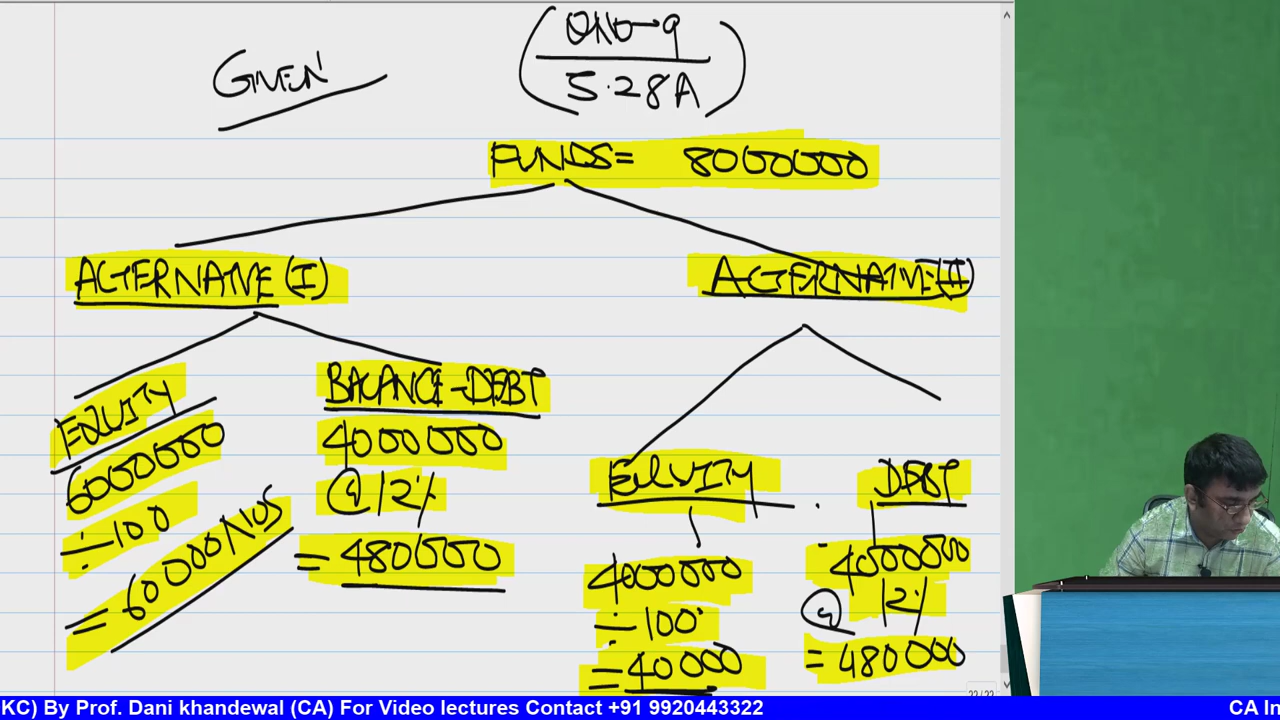 GIVEN
QNO→9
5.28A
FUNDS= 8000000
ALTERNATIVE (I)
ALTERNATIVE (II)
EQUITY
6000000
÷100
= 60000 NOS
BALANCE-DEBT
4000000
@ 12%
= 480000
EQUITY
4000000
÷ 100
= 40000
DEBT
4000000
@ 12%
= 480000
KC) By Prof. Dani khandewal (CA) For Video lectures Contact +91 9920443322
CA In